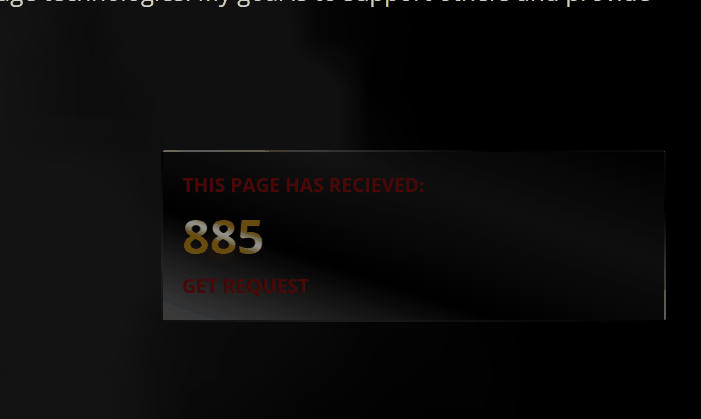 technologies. My goal is to support others and provide
THIS PAGE HAS RECIEVED:
885
GET REQUEST